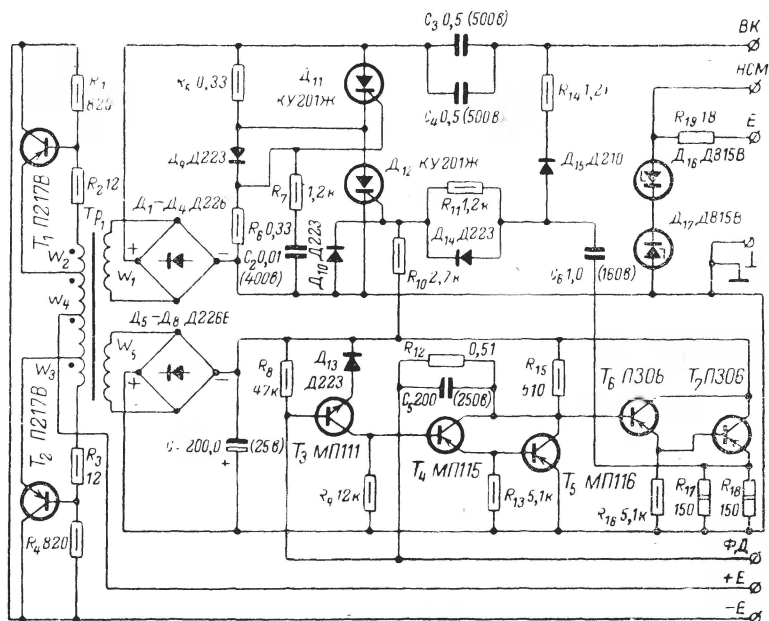 C₃ 0,5 (500в)
ВК
НСМ
R₁
820
0,33
Д₁₁
КУ201Ж
C₄ 0,5 (500в
R₁₄ 1,2к
R₁₉ 18
E
Д₉ Д223
Д₁₂ КУ201Ж
Д₁₅ Д210
Д₁₆ Д815В
T₁ П217В
R₂ 12
Тр₁
Д₁-Д₄ Д226
R₇ 1,2к
R₁₁ 1,2к
Д₁₇ Д815В
W₂
W₁
+
−
R₆ 0,33
C₂ 0,01
(400в)
Д₁₀ Д223
Д₁₄ Д223
R₁₀ 2,7к
C₆ 1,0 (160в)
W₄
Д₅-Д₈ Д226Е
W₃
W₅
+
−
R₈
47к
Д₁₃
Д223
R₁₂ 0,51
C₅ 200 (250в)
R₁₅
510
T₆ П306
T₇ П306
T₂ П217В
200,0 (25в)
+
T₃ МП111
T₄ МП115
T₅ МП116
R₃
12
R₉ 12к
R₁₃ 5,1к
R₁₆ 5,1к
R₁₇
150
R₁₈
150
R₄ 820
Ф,Д
+E
−E